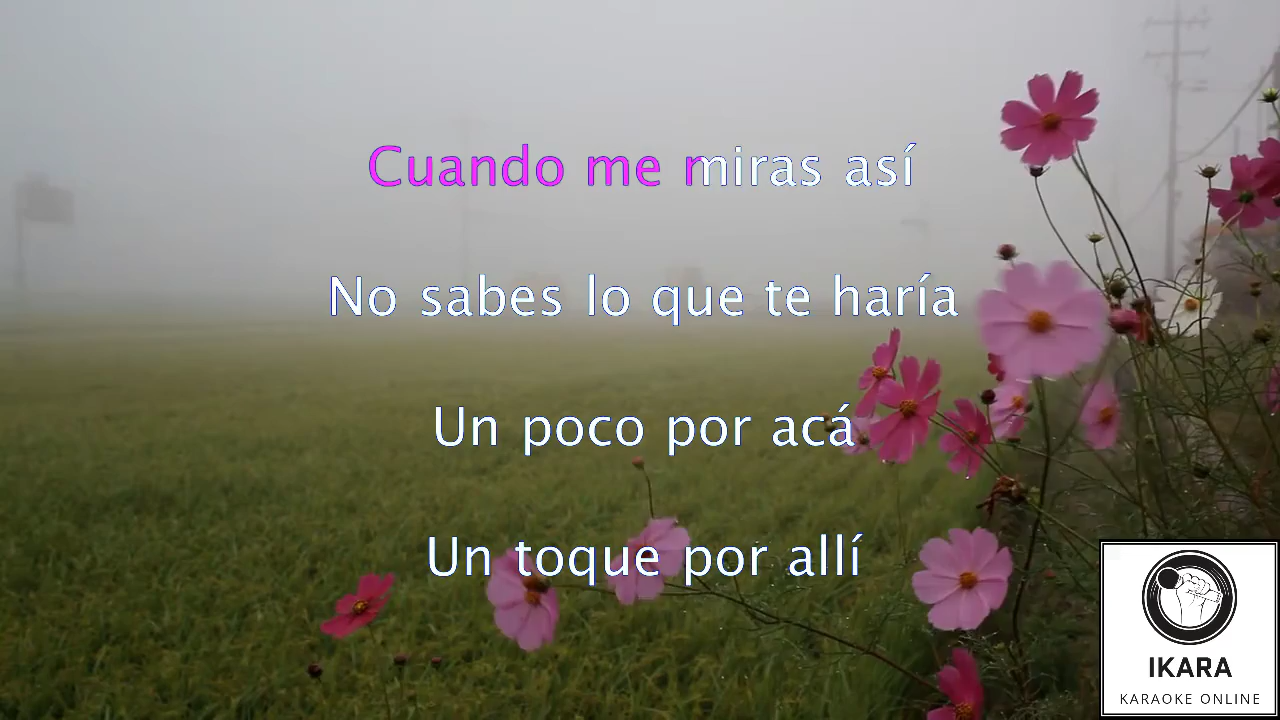 Cuando me miras así
No sabes lo que te haría
Un poco por acá
Un toque por allí
IKARA
KARAOKE ONLINE